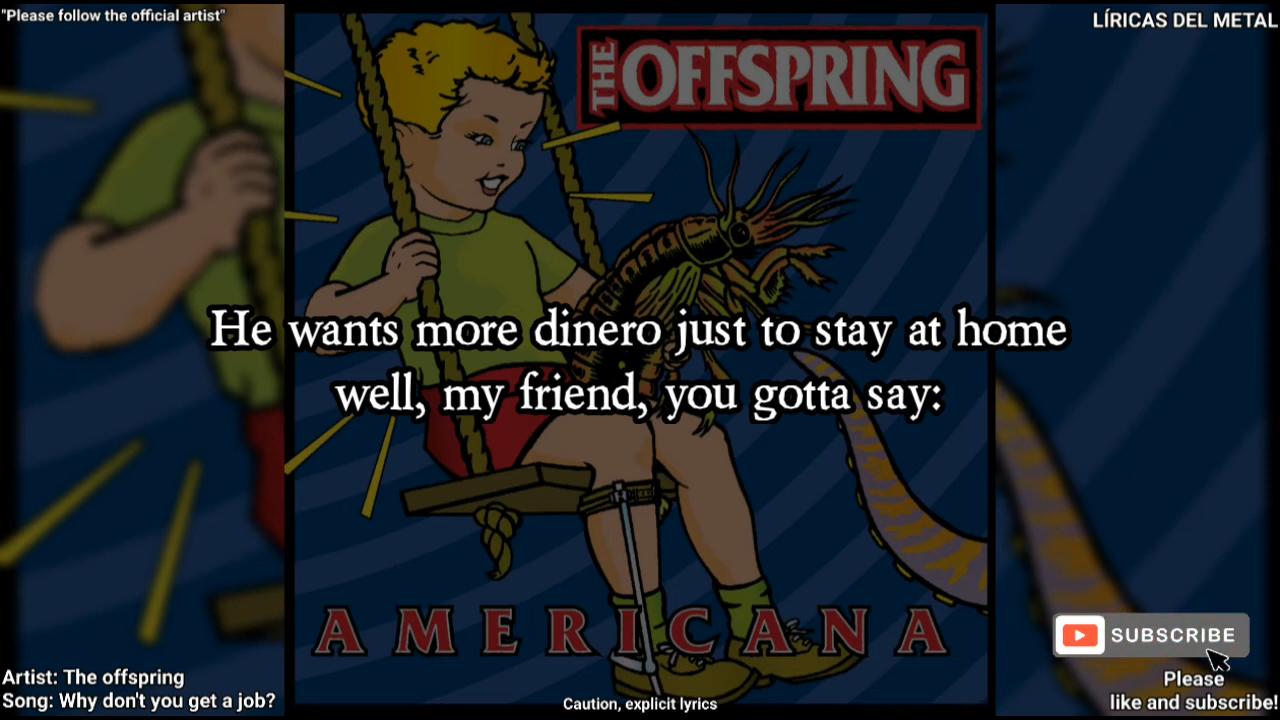 "Please follow the official artist"
LÍRICAS DEL METAL
THE OFFSPRING
He wants more dinero just to stay at home
well, my friend, you gotta say:
AMERICANA
SUBSCRIBE
Artist: The offspring
Song: Why don't you get a job?
Caution, explicit lyrics
Please
like and subscribe!